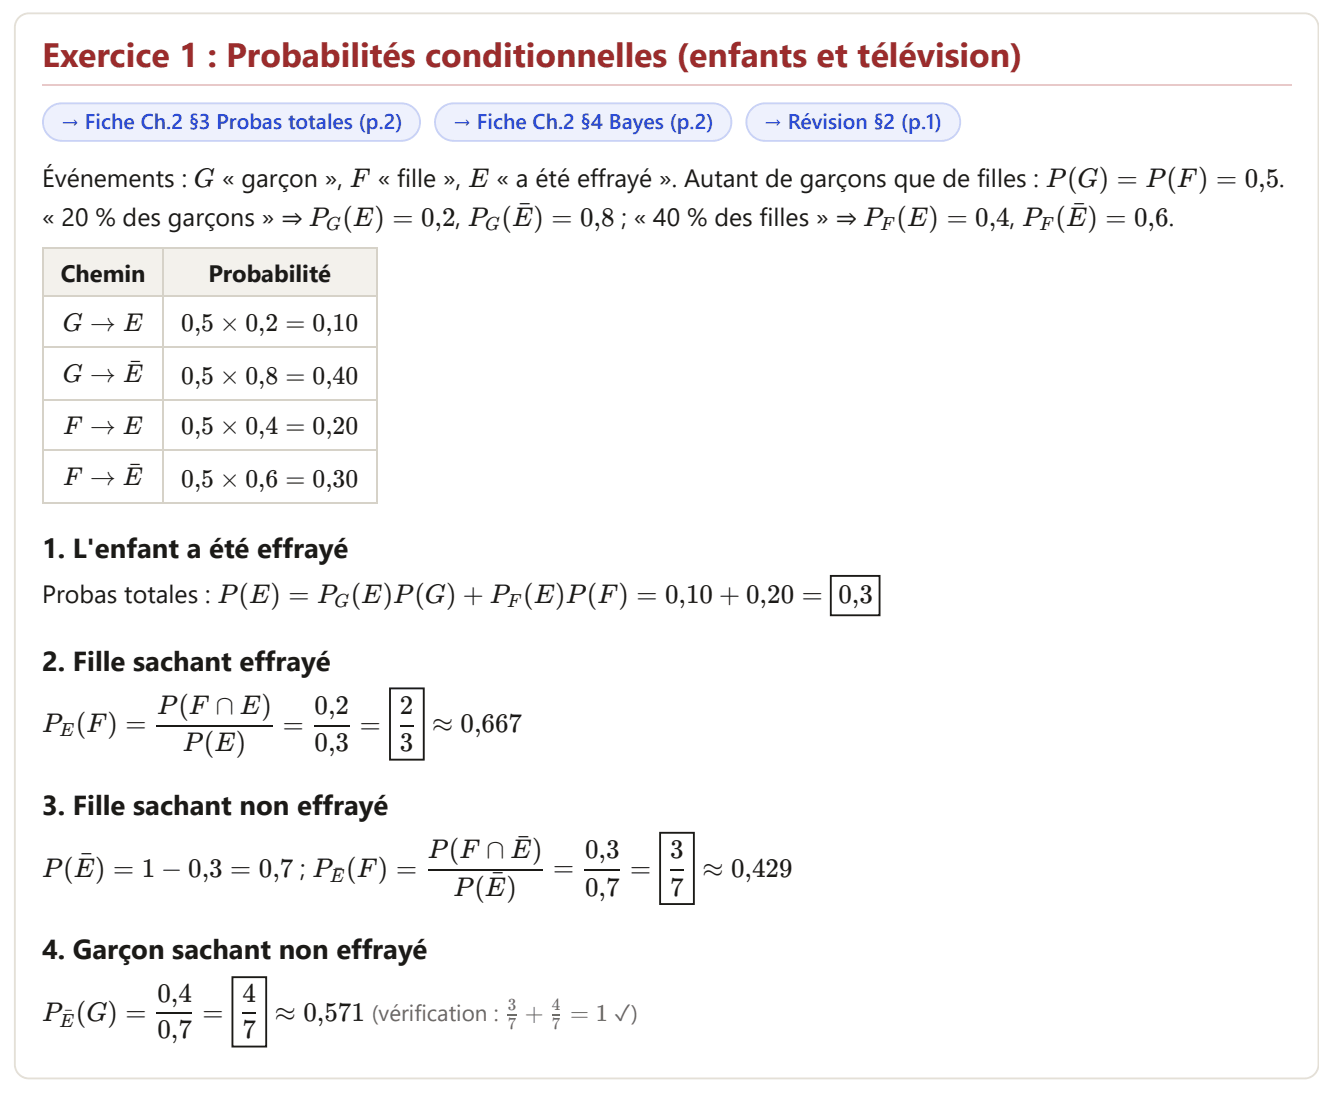 Exercice 1 : Probabilités conditionnelles (enfants et télévision)
→ Fiche Ch.2 §3 Probas totales (p.2) → Fiche Ch.2 §4 Bayes (p.2) → Révision §2 (p.1)
Événements : G « garçon », F « fille », E « a été effrayé ». Autant de garçons que de filles : P(G) = P(F) = 0,5.
« 20 % des garçons » ⇒ P_G(E) = 0,2, P_G(Ē) = 0,8 ; « 40 % des filles » ⇒ P_F(E) = 0,4, P_F(Ē) = 0,6.
Chemin Probabilité
G → E 0,5 × 0,2 = 0,10
G → Ē 0,5 × 0,8 = 0,40
F → E 0,5 × 0,4 = 0,20
F → Ē 0,5 × 0,6 = 0,30
1. L'enfant a été effrayé
Probas totales : P(E) = P_G(E)P(G) + P_F(E)P(F) = 0,10 + 0,20 = 0,3
2. Fille sachant effrayé
P_E(F) = P(F ∩ E)/P(E) = 0,2/0,3 = 2/3 ≈ 0,667
3. Fille sachant non effrayé
P(Ē) = 1 − 0,3 = 0,7 ; P_Ē(F) = P(F ∩ Ē)/P(Ē) = 0,3/0,7 = 3/7 ≈ 0,429
4. Garçon sachant non effrayé
P_Ē(G) = 0,4/0,7 = 4/7 ≈ 0,571 (vérification : 3/7 + 4/7 = 1 ✓)